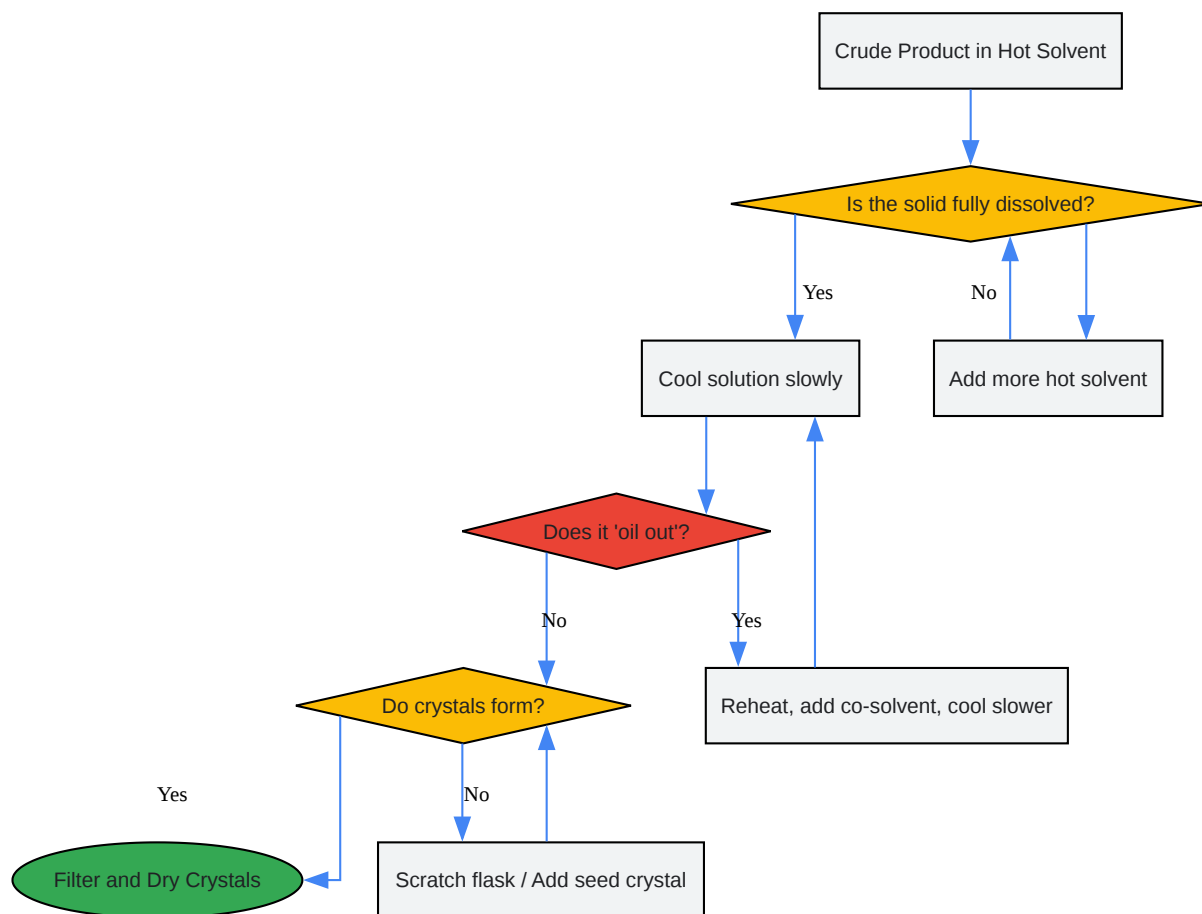 Crude Product in Hot Solvent
Is the solid fully dissolved?
Yes
No
Cool solution slowly
Add more hot solvent
Does it 'oil out'?
No
Yes
Do crystals form?
Reheat, add co-solvent, cool slower
Yes
No
Filter and Dry Crystals
Scratch flask / Add seed crystal